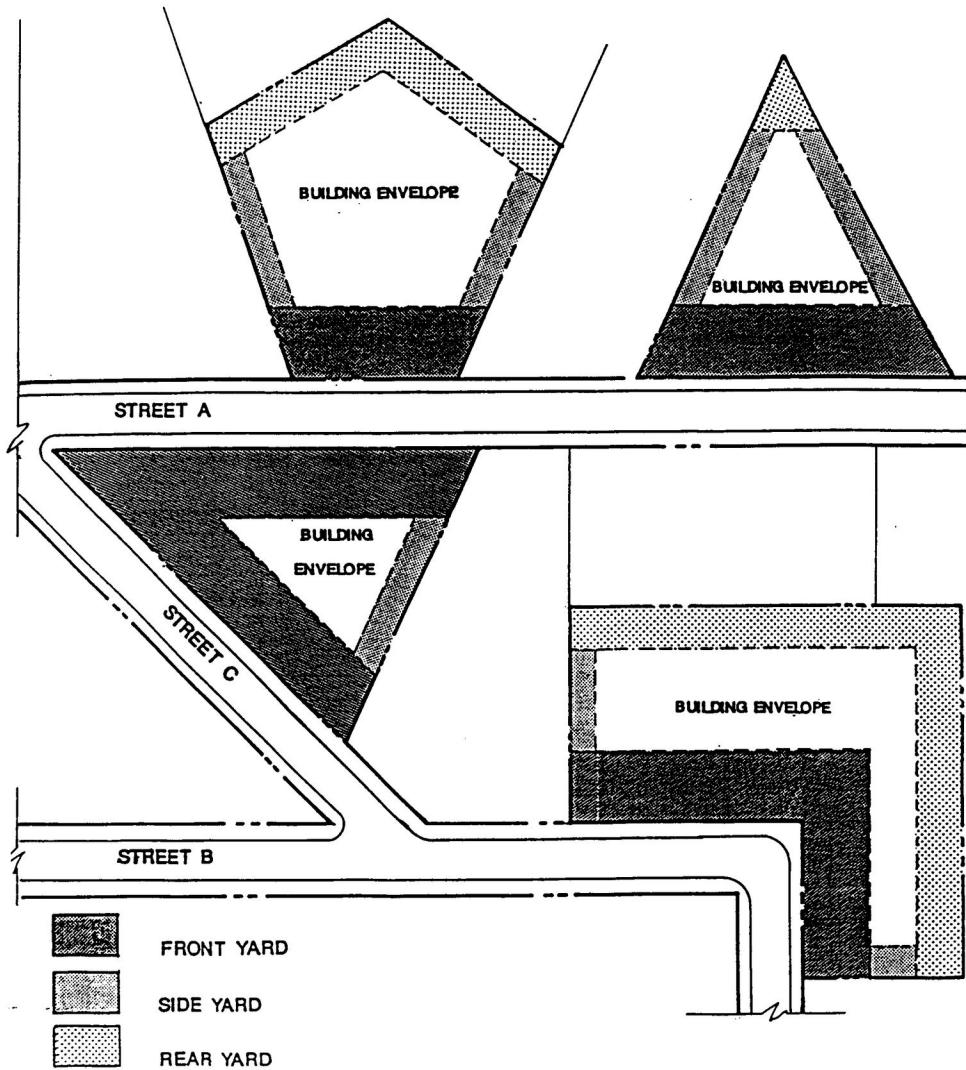 BUILDING ENVELOPE
BUILDING ENVELOPE
STREET A
BUILDING
ENVELOPE
STREET C
BUILDING ENVELOPE
STREET B
FRONT YARD
SIDE YARD
REAR YARD